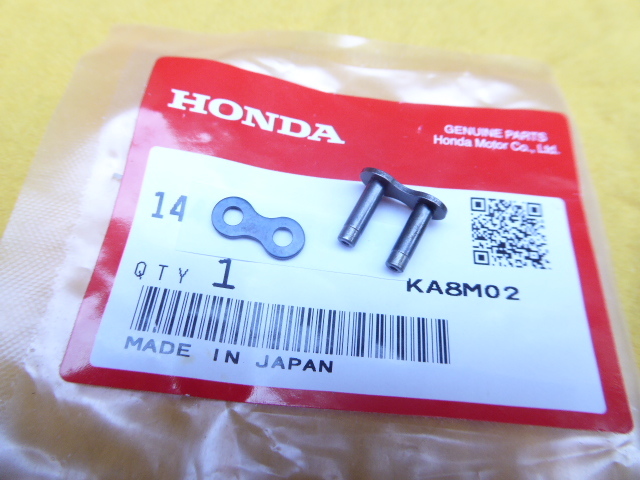 HONDA
GENUINE PARTS
Honda Motor Co., Ltd.
14
QTY 1
KA8M02
MADE IN JAPAN